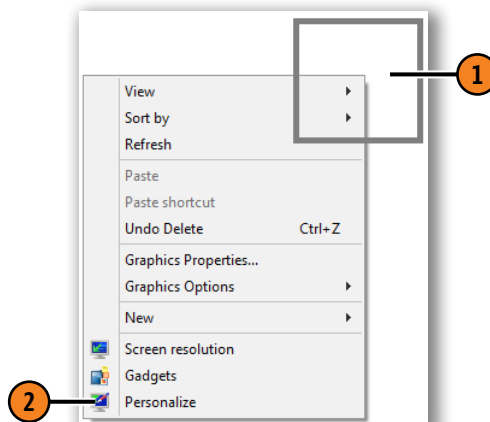 1
View
Sort by
Refresh
Paste
Paste shortcut
Undo Delete Ctrl+Z
Graphics Properties...
Graphics Options
New
Screen resolution
Gadgets
2 Personalize